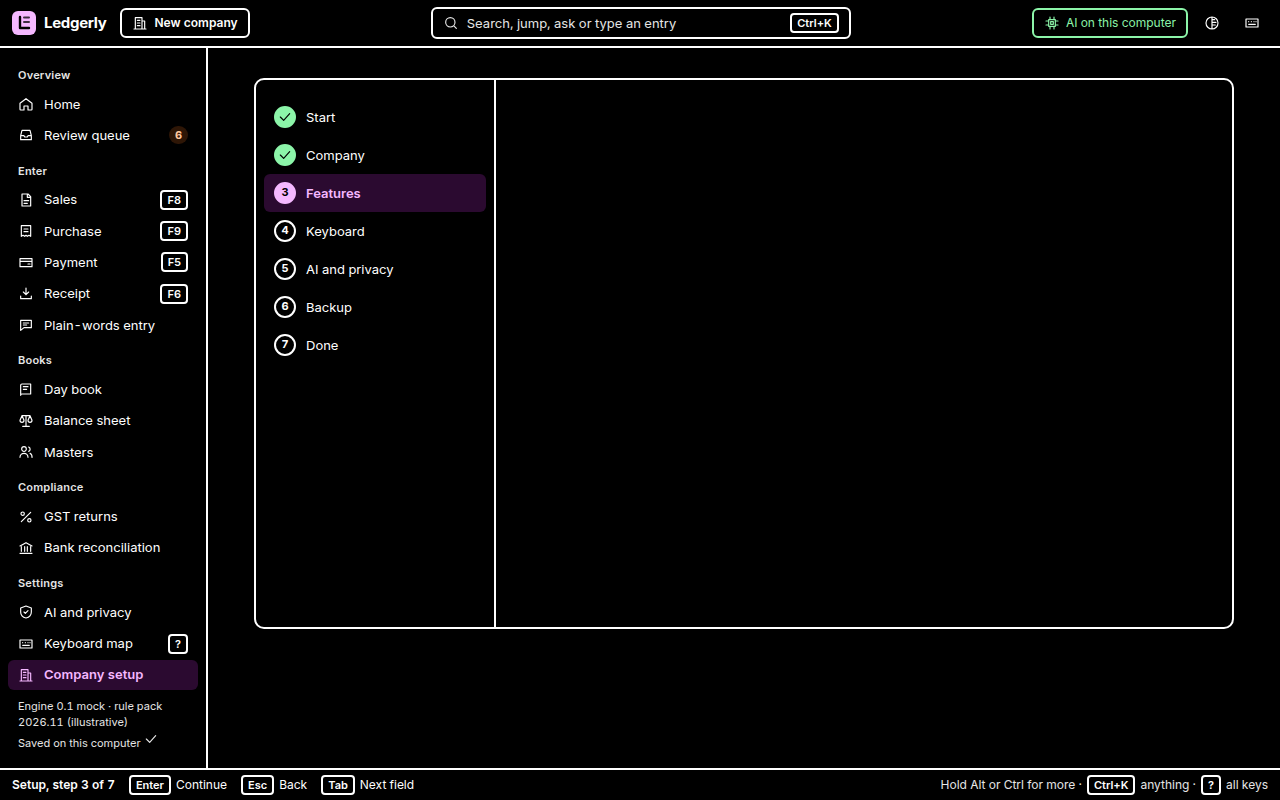 Ledgerly
New company
Search, jump, ask or type an entry
Ctrl+K
AI on this computer
Overview
Home
Review queue 6
Enter
Sales F8
Purchase F9
Payment F5
Receipt F6
Plain-words entry
Books
Day book
Balance sheet
Masters
Compliance
GST returns
Bank reconciliation
Settings
AI and privacy
Keyboard map ?
Company setup
Engine 0.1 mock · rule pack
2026.11 (illustrative)
Saved on this computer
Start
Company
3 Features
4 Keyboard
5 AI and privacy
6 Backup
7 Done
Setup, step 3 of 7 Enter Continue Esc Back Tab Next field
Hold Alt or Ctrl for more · Ctrl+K anything · ? all keys